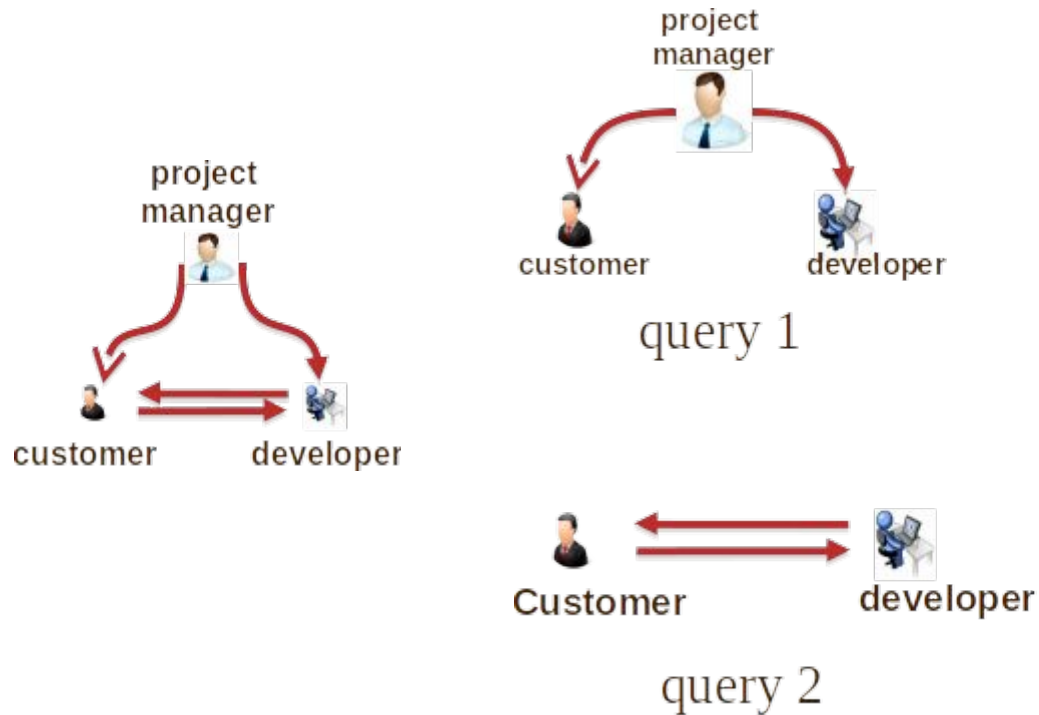 project
manager
customer
developer
project
manager
customer
developer
query 1
Customer
developer
query 2